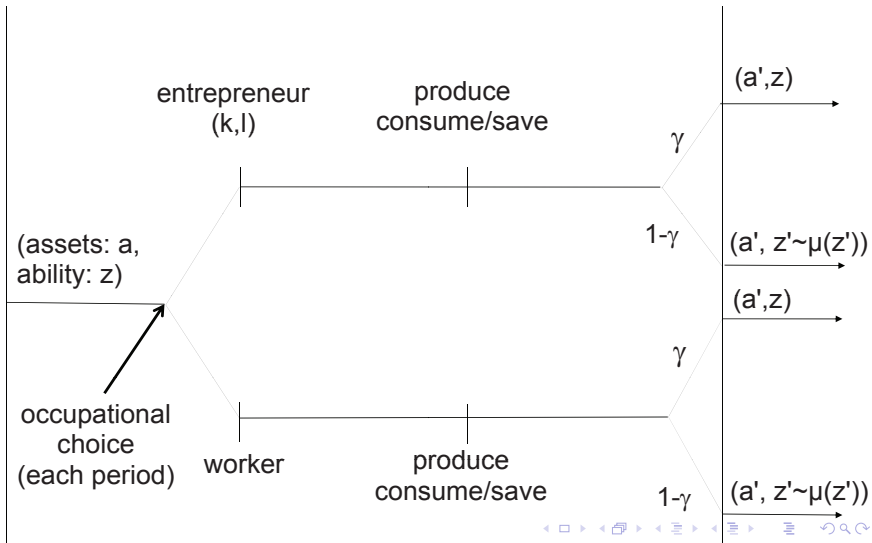 (assets: a,
ability: z)
occupational
choice
(each period)
entrepreneur
(k,l)
produce
consume/save
γ
1-γ
(a',z)
(a', z'~μ(z'))
worker
produce
consume/save
γ
1-γ
(a',z)
(a', z'~μ(z'))